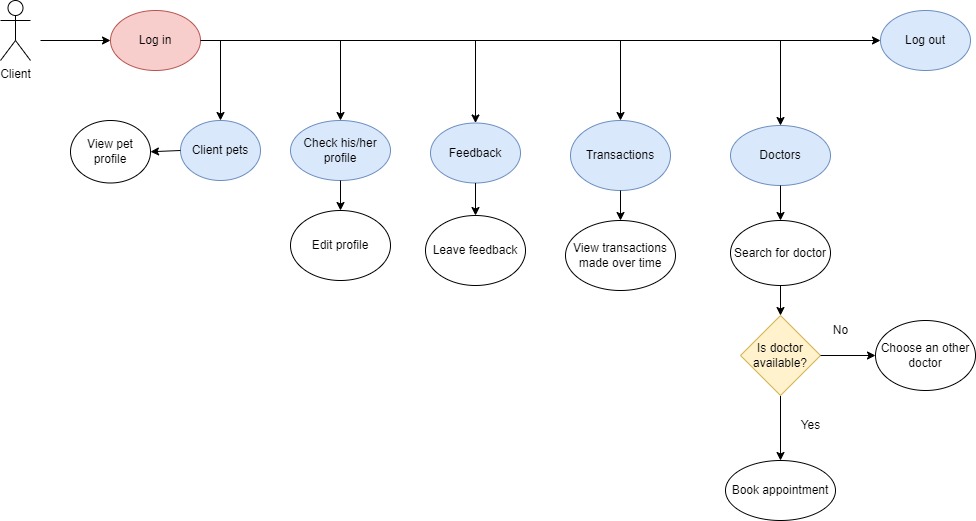 Log in
Log out
Client
View pet
profile
Client pets
Check his/her
profile
Feedback
Transactions
Doctors
Edit profile
Leave feedback
View transactions
made over time
Search for doctor
Is doctor
available?
No
Choose an other
doctor
Yes
Book appointment